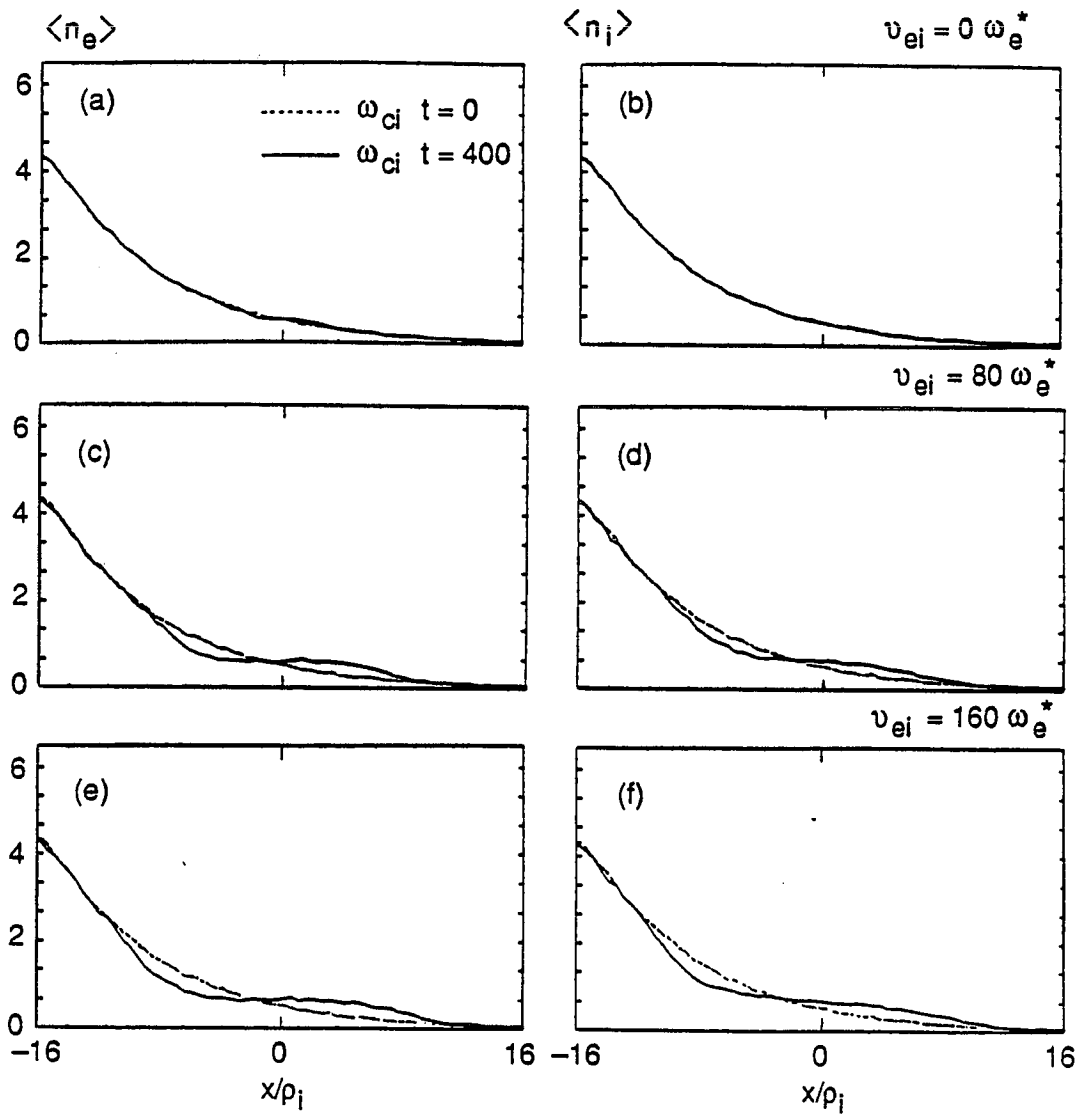 ⟨n_e⟩
⟨n_i⟩
υ_ei = 0 ω_e^*
6
4
2
0
(a)
ω_ci t = 0
ω_ci t = 400
(b)
υ_ei = 80 ω_e^*
6
4
2
0
(c)
(d)
υ_ei = 160 ω_e^*
6
4
2
0
(e)
(f)
−16
0
16
−16
0
16
x/ρ_i
x/ρ_i